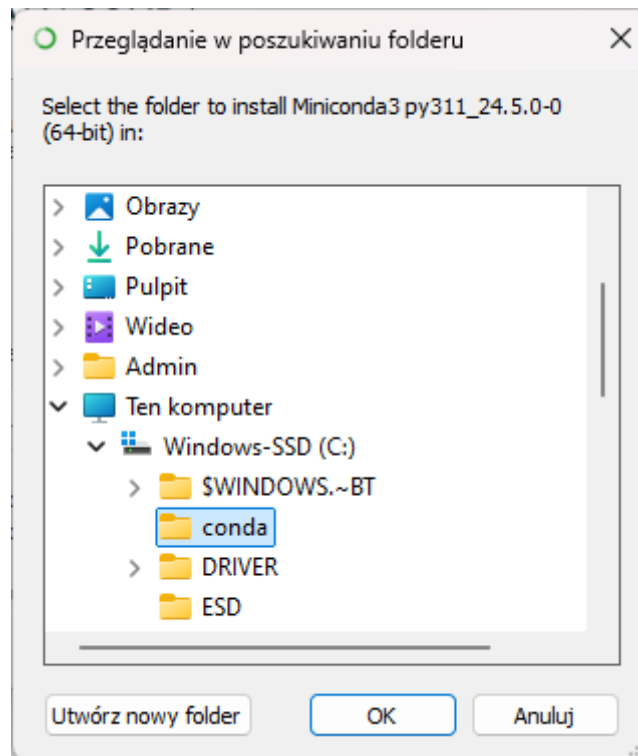 Przeglądanie w poszukiwaniu folderu
Select the folder to install Miniconda3 py311_24.5.0-0
(64-bit) in:
Obrazy
Pobrane
Pulpit
Wideo
Admin
Ten komputer
Windows-SSD (C:)
$WINDOWS.~BT
conda
DRIVER
ESD
Utwórz nowy folder
OK
Anuluj